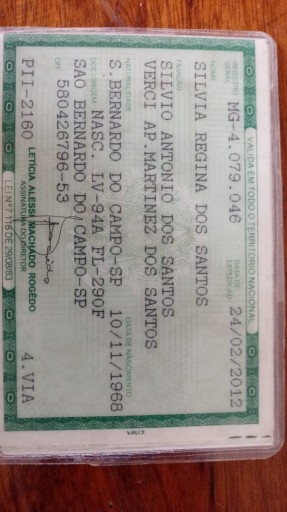 VÁLIDA EM TODO O TERRITÓRIO NACIONAL
REGISTRO GERAL MG-4.079.046 DATA DE EXPEDIÇÃO 24/02/2012
NOME
SILVIA REGINA DOS SANTOS
FILIAÇÃO
SILVIO ANTONIO DOS SANTOS
VERCI AP.MARTINEZ DOS SANTOS
NATURALIDADE DATA DE NASCIMENTO
S.BERNARDO DO CAMPO-SP 10/11/1968
DOC. ORIGEM NASC. LV-94A FL-290F
SAO BERNARDO DO CAMPO-SP
CPF 580426796-53
PII-2160 LETÍCIA ALESSI MACHADO ROGÊDO 4.VIA
ASSINATURA DO DIRETOR
LEI Nº 7.116 DE 29/08/83